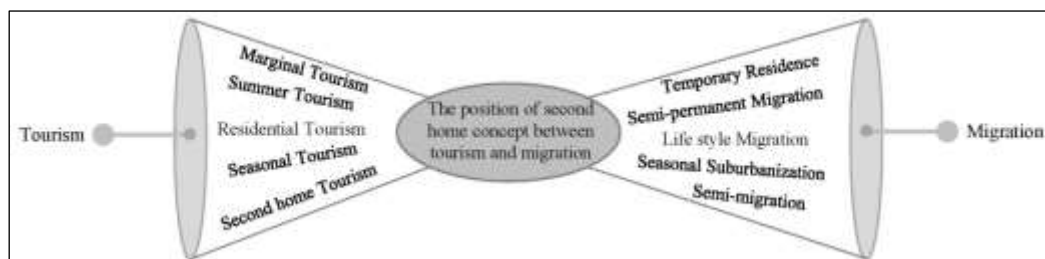 Tourism
Marginal Tourism
Summer Tourism
Residential Tourism
Seasonal Tourism
Second home Tourism
The position of second
home concept between
tourism and migration
Temporary Residence
Semi-permanent Migration
Life style Migration
Seasonal Suburbanization
Semi-migration
Migration